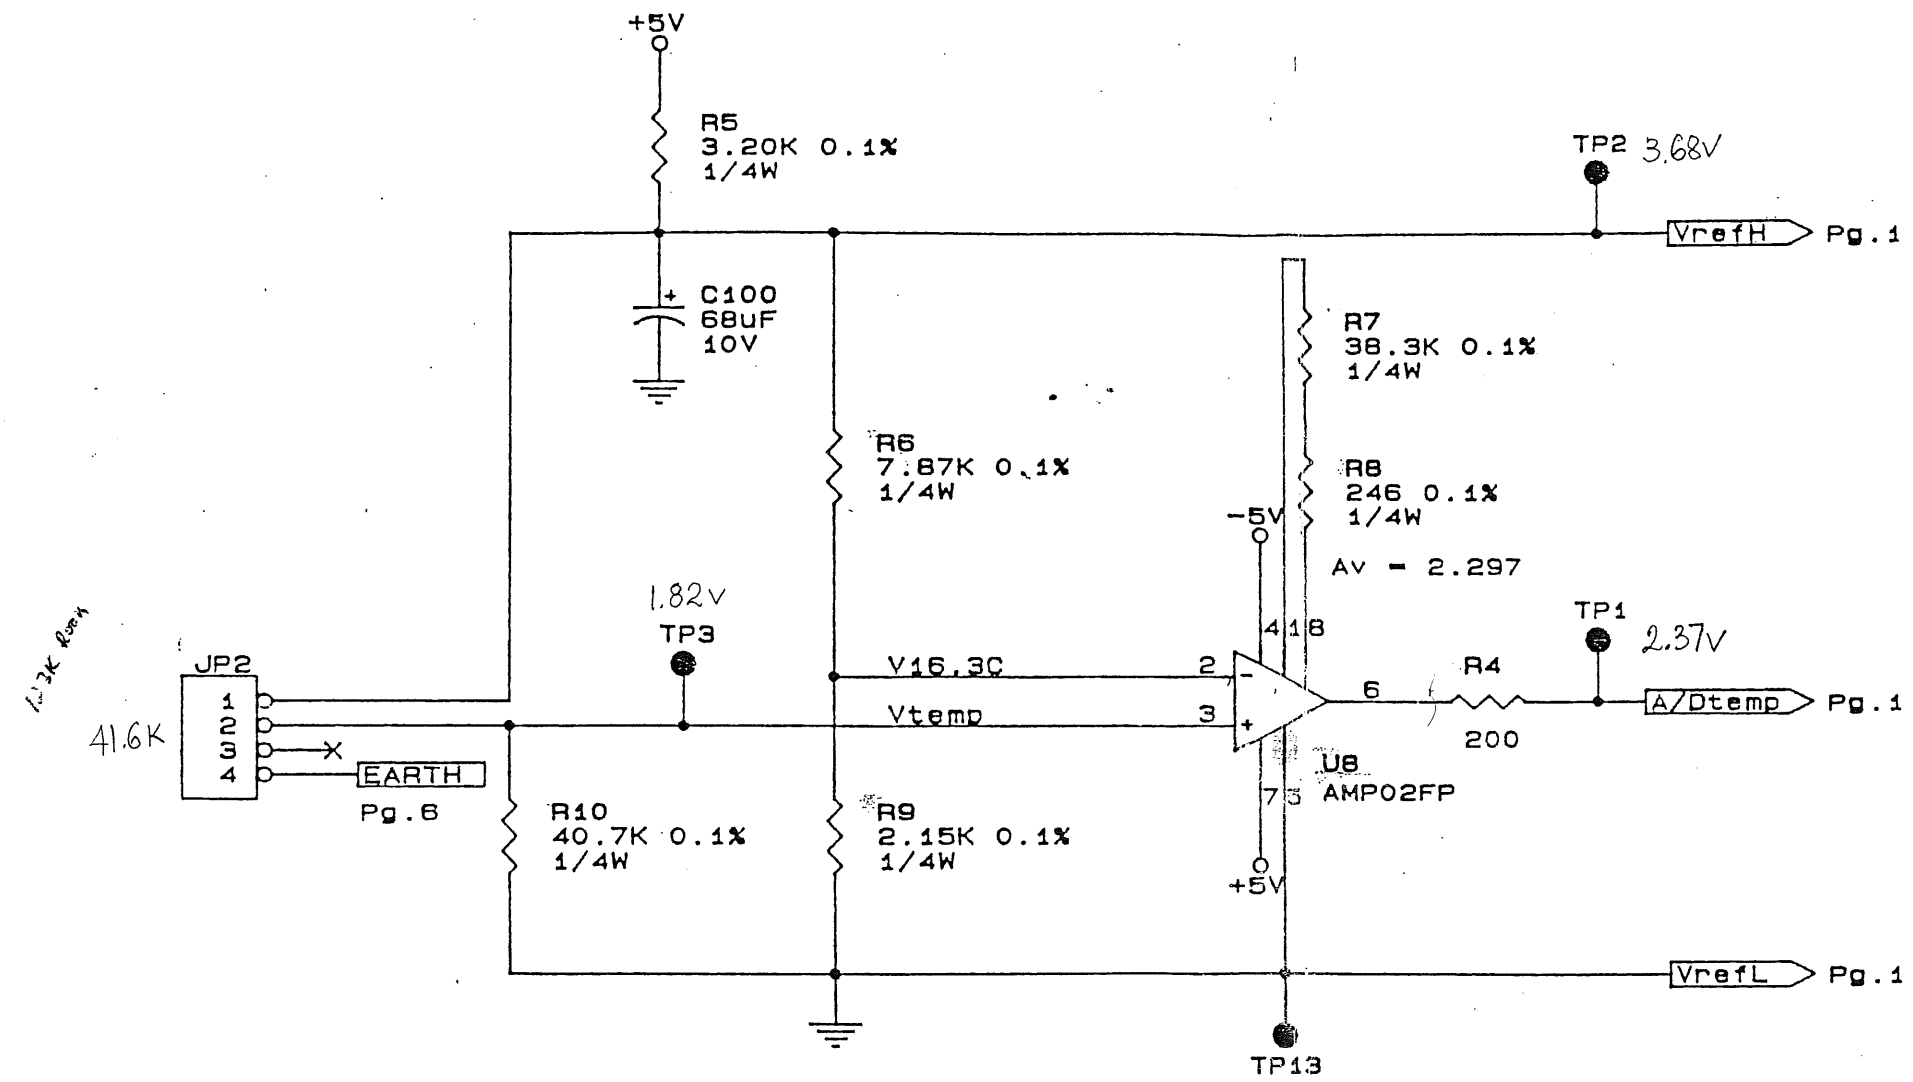 +5V
R5
3.20K 0.1%
1/4W
TP2 3.68V
VrefH Pg.1
+ C100
68uF
10V
R7
38.3K 0.1%
1/4W
R6
7.87K 0.1%
1/4W
R8
246 0.1%
1/4W
-5V
Av = 2.297
1.82V
TP3
4 1 8
TP1
2.37V
JP2
V16.3C 2
-
R4
6
1
2
3
4
41.6K
Vtemp 3
+
A/Dtemp Pg.1
200
EARTH
Pg.6
U8
AMP02FP
7 5
R10
40.7K 0.1%
1/4W
R9
2.15K 0.1%
1/4W
+5V
VrefL Pg.1
TP13